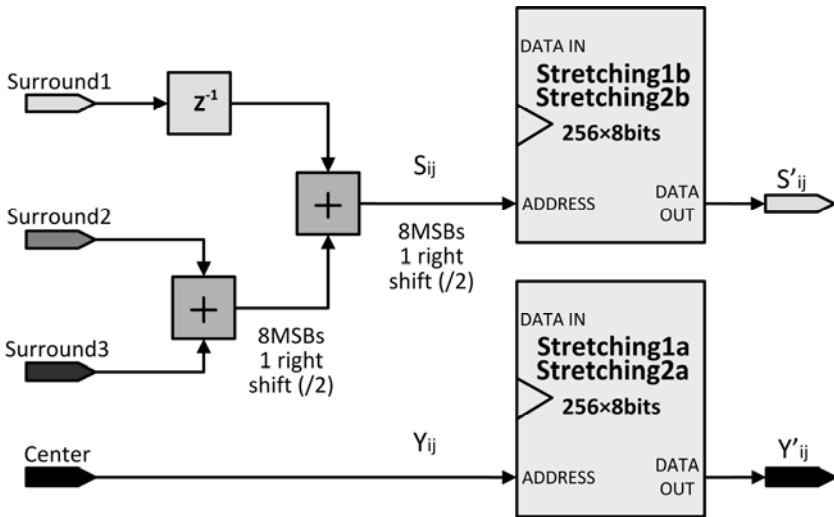 Surround1
z-1
Surround2
+
Surround3
+
8MSBs
1 right
shift (/2)
Sij
8MSBs
1 right
shift (/2)
DATA IN
Stretching1b
Stretching2b
256×8bits
ADDRESS
DATA
OUT
S'ij
Center
Yij
DATA IN
Stretching1a
Stretching2a
256×8bits
ADDRESS
DATA
OUT
Y'ij